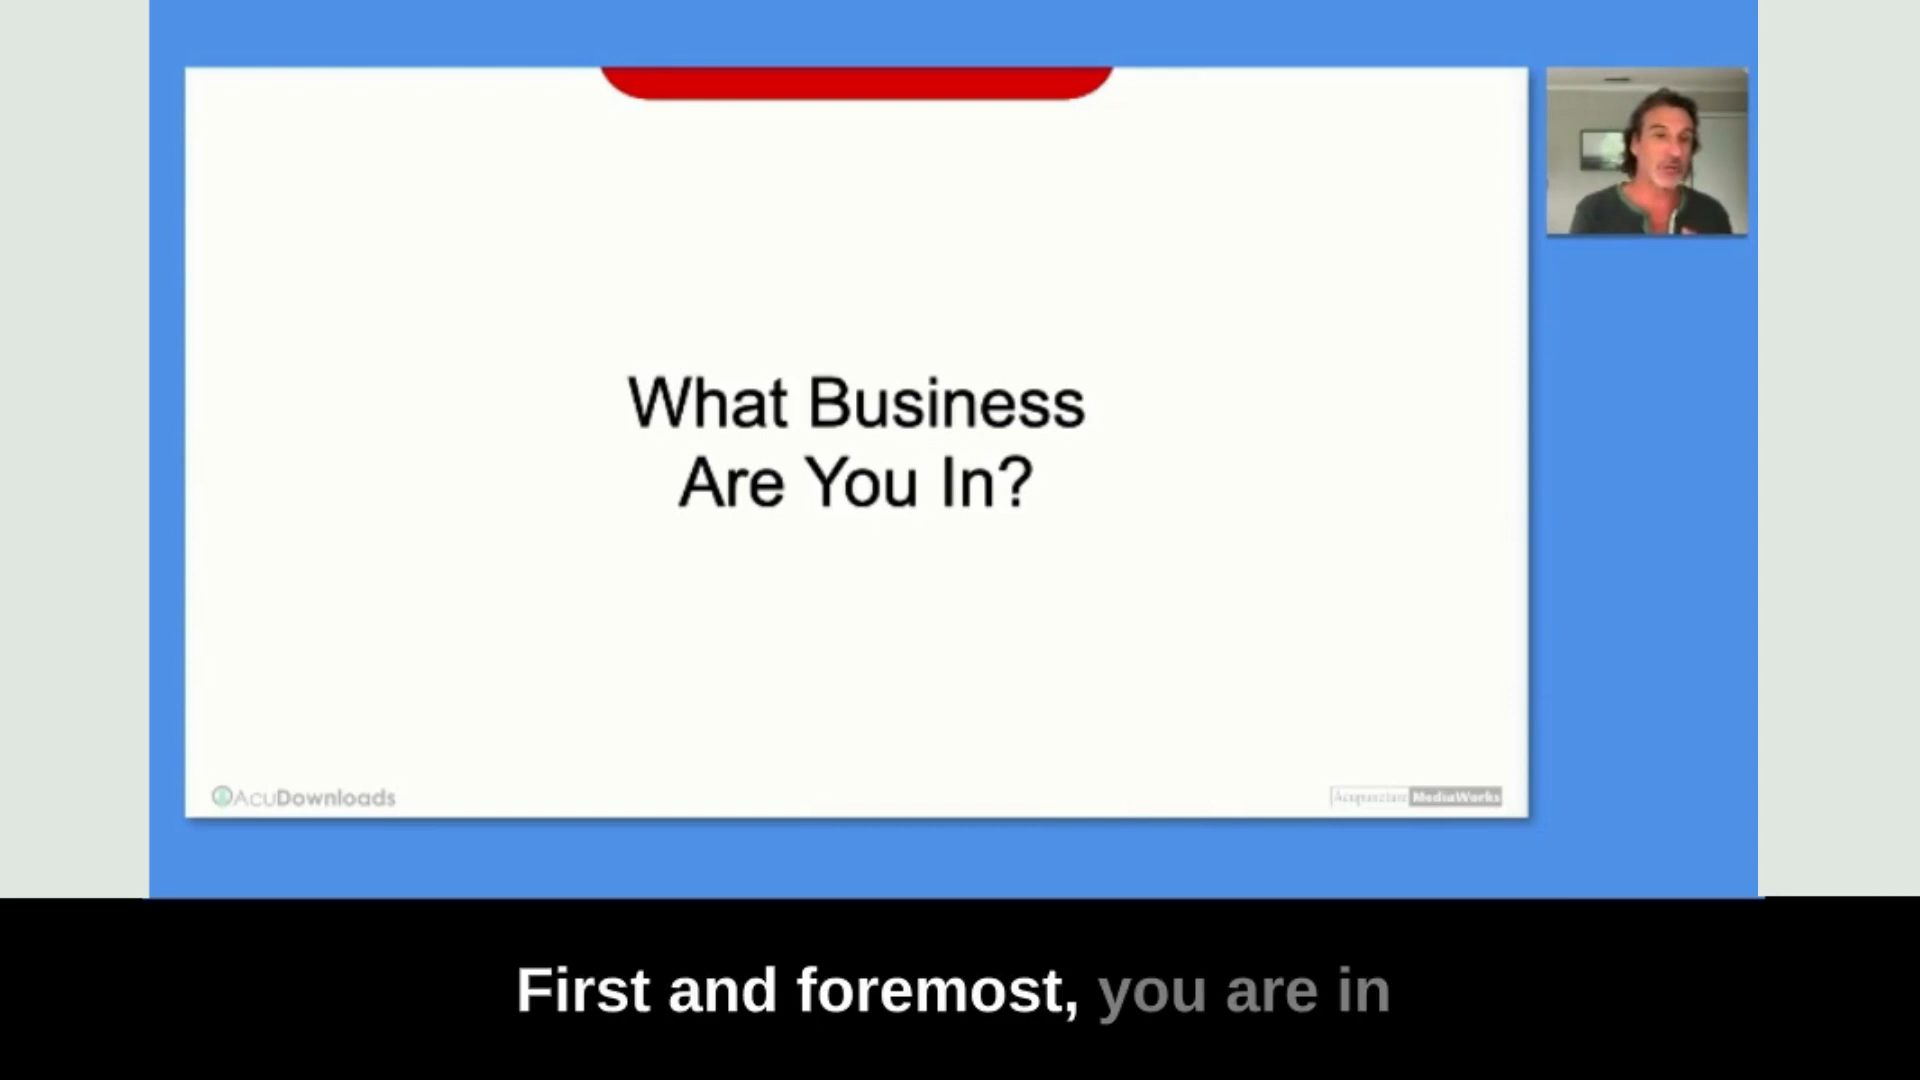 What Business
Are You In?
AcuDownloads
Acupuncture MediaWorks
First and foremost, you are in